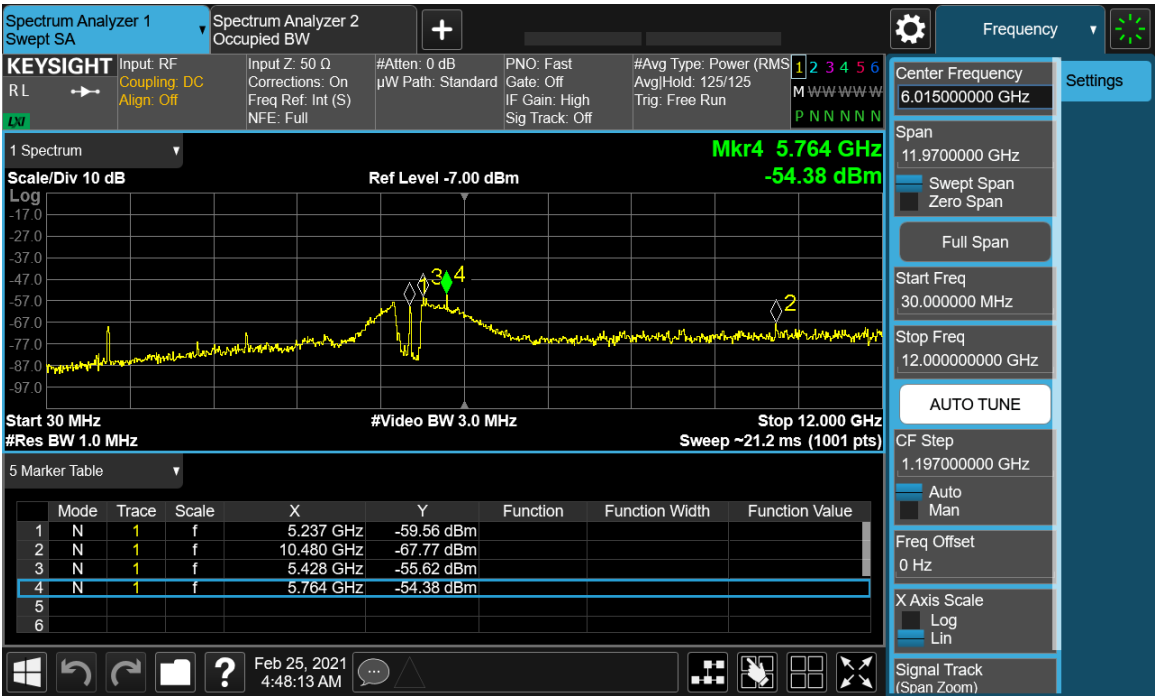 Spectrum Analyzer 1
Swept SA
Spectrum Analyzer 2
Occupied BW
Frequency
KEYSIGHT
RL
LXI
Input: RF
Coupling: DC
Align: Off
Input Z: 50 Ω
Corrections: On
Freq Ref: Int (S)
NFE: Full
#Atten: 0 dB
µW Path: Standard
PNO: Fast
Gate: Off
IF Gain: High
Sig Track: Off
#Avg Type: Power (RMS
Avg|Hold: 125/125
Trig: Free Run
1 2 3 4 5 6
M W W W W W
P N N N N N
1 Spectrum
Scale/Div 10 dB
Ref Level -7.00 dBm
Mkr4 5.764 GHz
-54.38 dBm
Log
-17.0
-27.0
-37.0
-47.0
-57.0
-67.0
-77.0
-87.0
-97.0
1
3
4
2
Start 30 MHz
#Video BW 3.0 MHz
Stop 12.000 GHz
#Res BW 1.0 MHz
Sweep ~21.2 ms (1001 pts)
5 Marker Table
Mode Trace Scale X Y Function Function Width Function Value
1 N 1 f 5.237 GHz -59.56 dBm
2 N 1 f 10.480 GHz -67.77 dBm
3 N 1 f 5.428 GHz -55.62 dBm
4 N 1 f 5.764 GHz -54.38 dBm
5
6
Center Frequency
6.015000000 GHz
Span
11.9700000 GHz
Swept Span
Zero Span
Full Span
Start Freq
30.000000 MHz
Stop Freq
12.000000000 GHz
AUTO TUNE
CF Step
1.197000000 GHz
Auto
Man
Freq Offset
0 Hz
X Axis Scale
Log
Lin
Signal Track
(Span Zoom)
Settings
?
Feb 25, 2021
4:48:13 AM